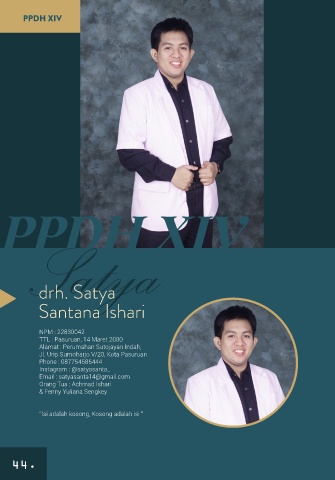 PPDH XIV
PPDH XIV
Satya
drh. Satya
Santana Ishari
NPM : 22830042
TTL : Pasuruan, 14 Maret 2000
Alamat : Perumahan Sutojayan Indah,
Jl. Urip Sumoharjo V/20, Kota Pasuruan
Phone : 087754585444
Instagram : @satyasanta_
Email : satyasanta14@gmail.com
Orang Tua : Achmad Ishari
& Fenny Yuliana Sengkey
"Isi adalah kosong, Kosong adalah isi "
44.